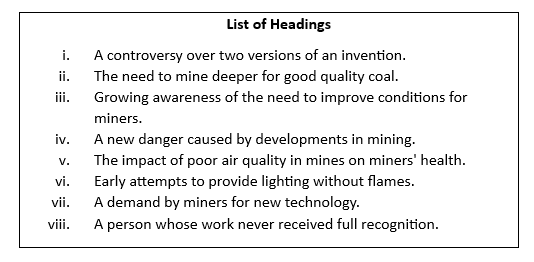 List of Headings
i. A controversy over two versions of an invention.
ii. The need to mine deeper for good quality coal.
iii. Growing awareness of the need to improve conditions for
miners.
iv. A new danger caused by developments in mining.
v. The impact of poor air quality in mines on miners' health.
vi. Early attempts to provide lighting without flames.
vii. A demand by miners for new technology.
viii. A person whose work never received full recognition.